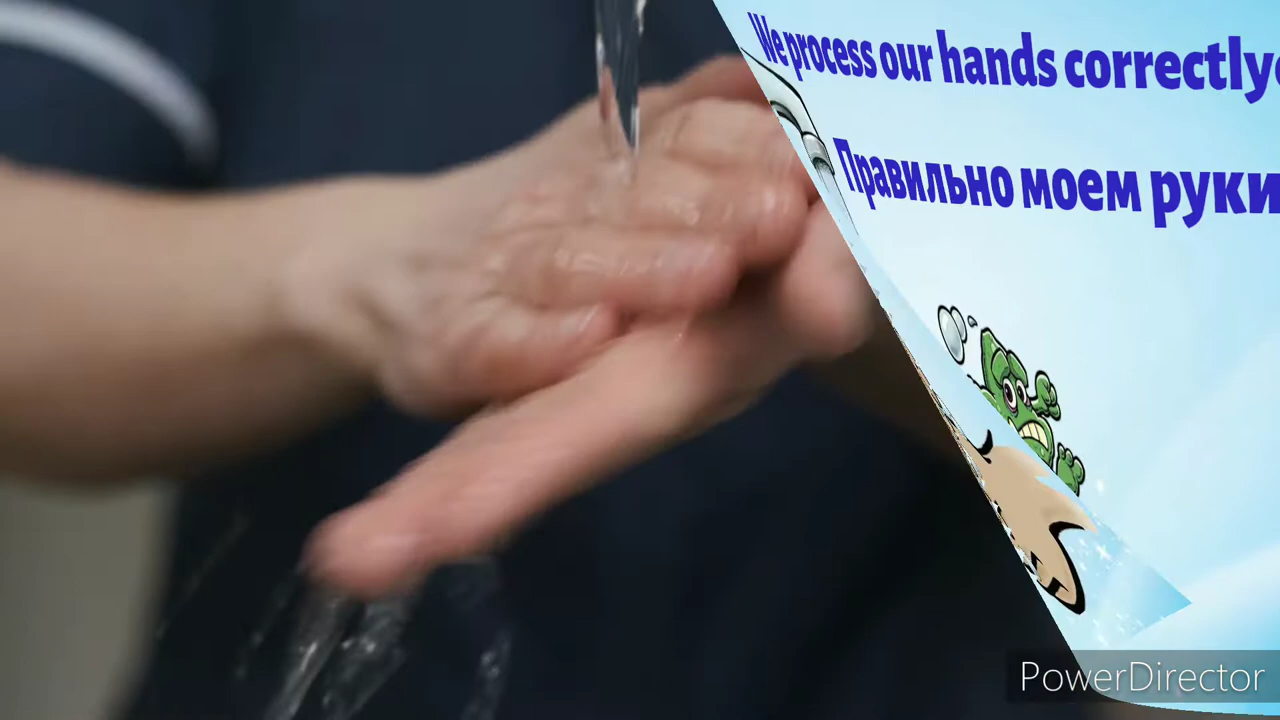 We process our hands correctly
Правильно моем руки
PowerDirector